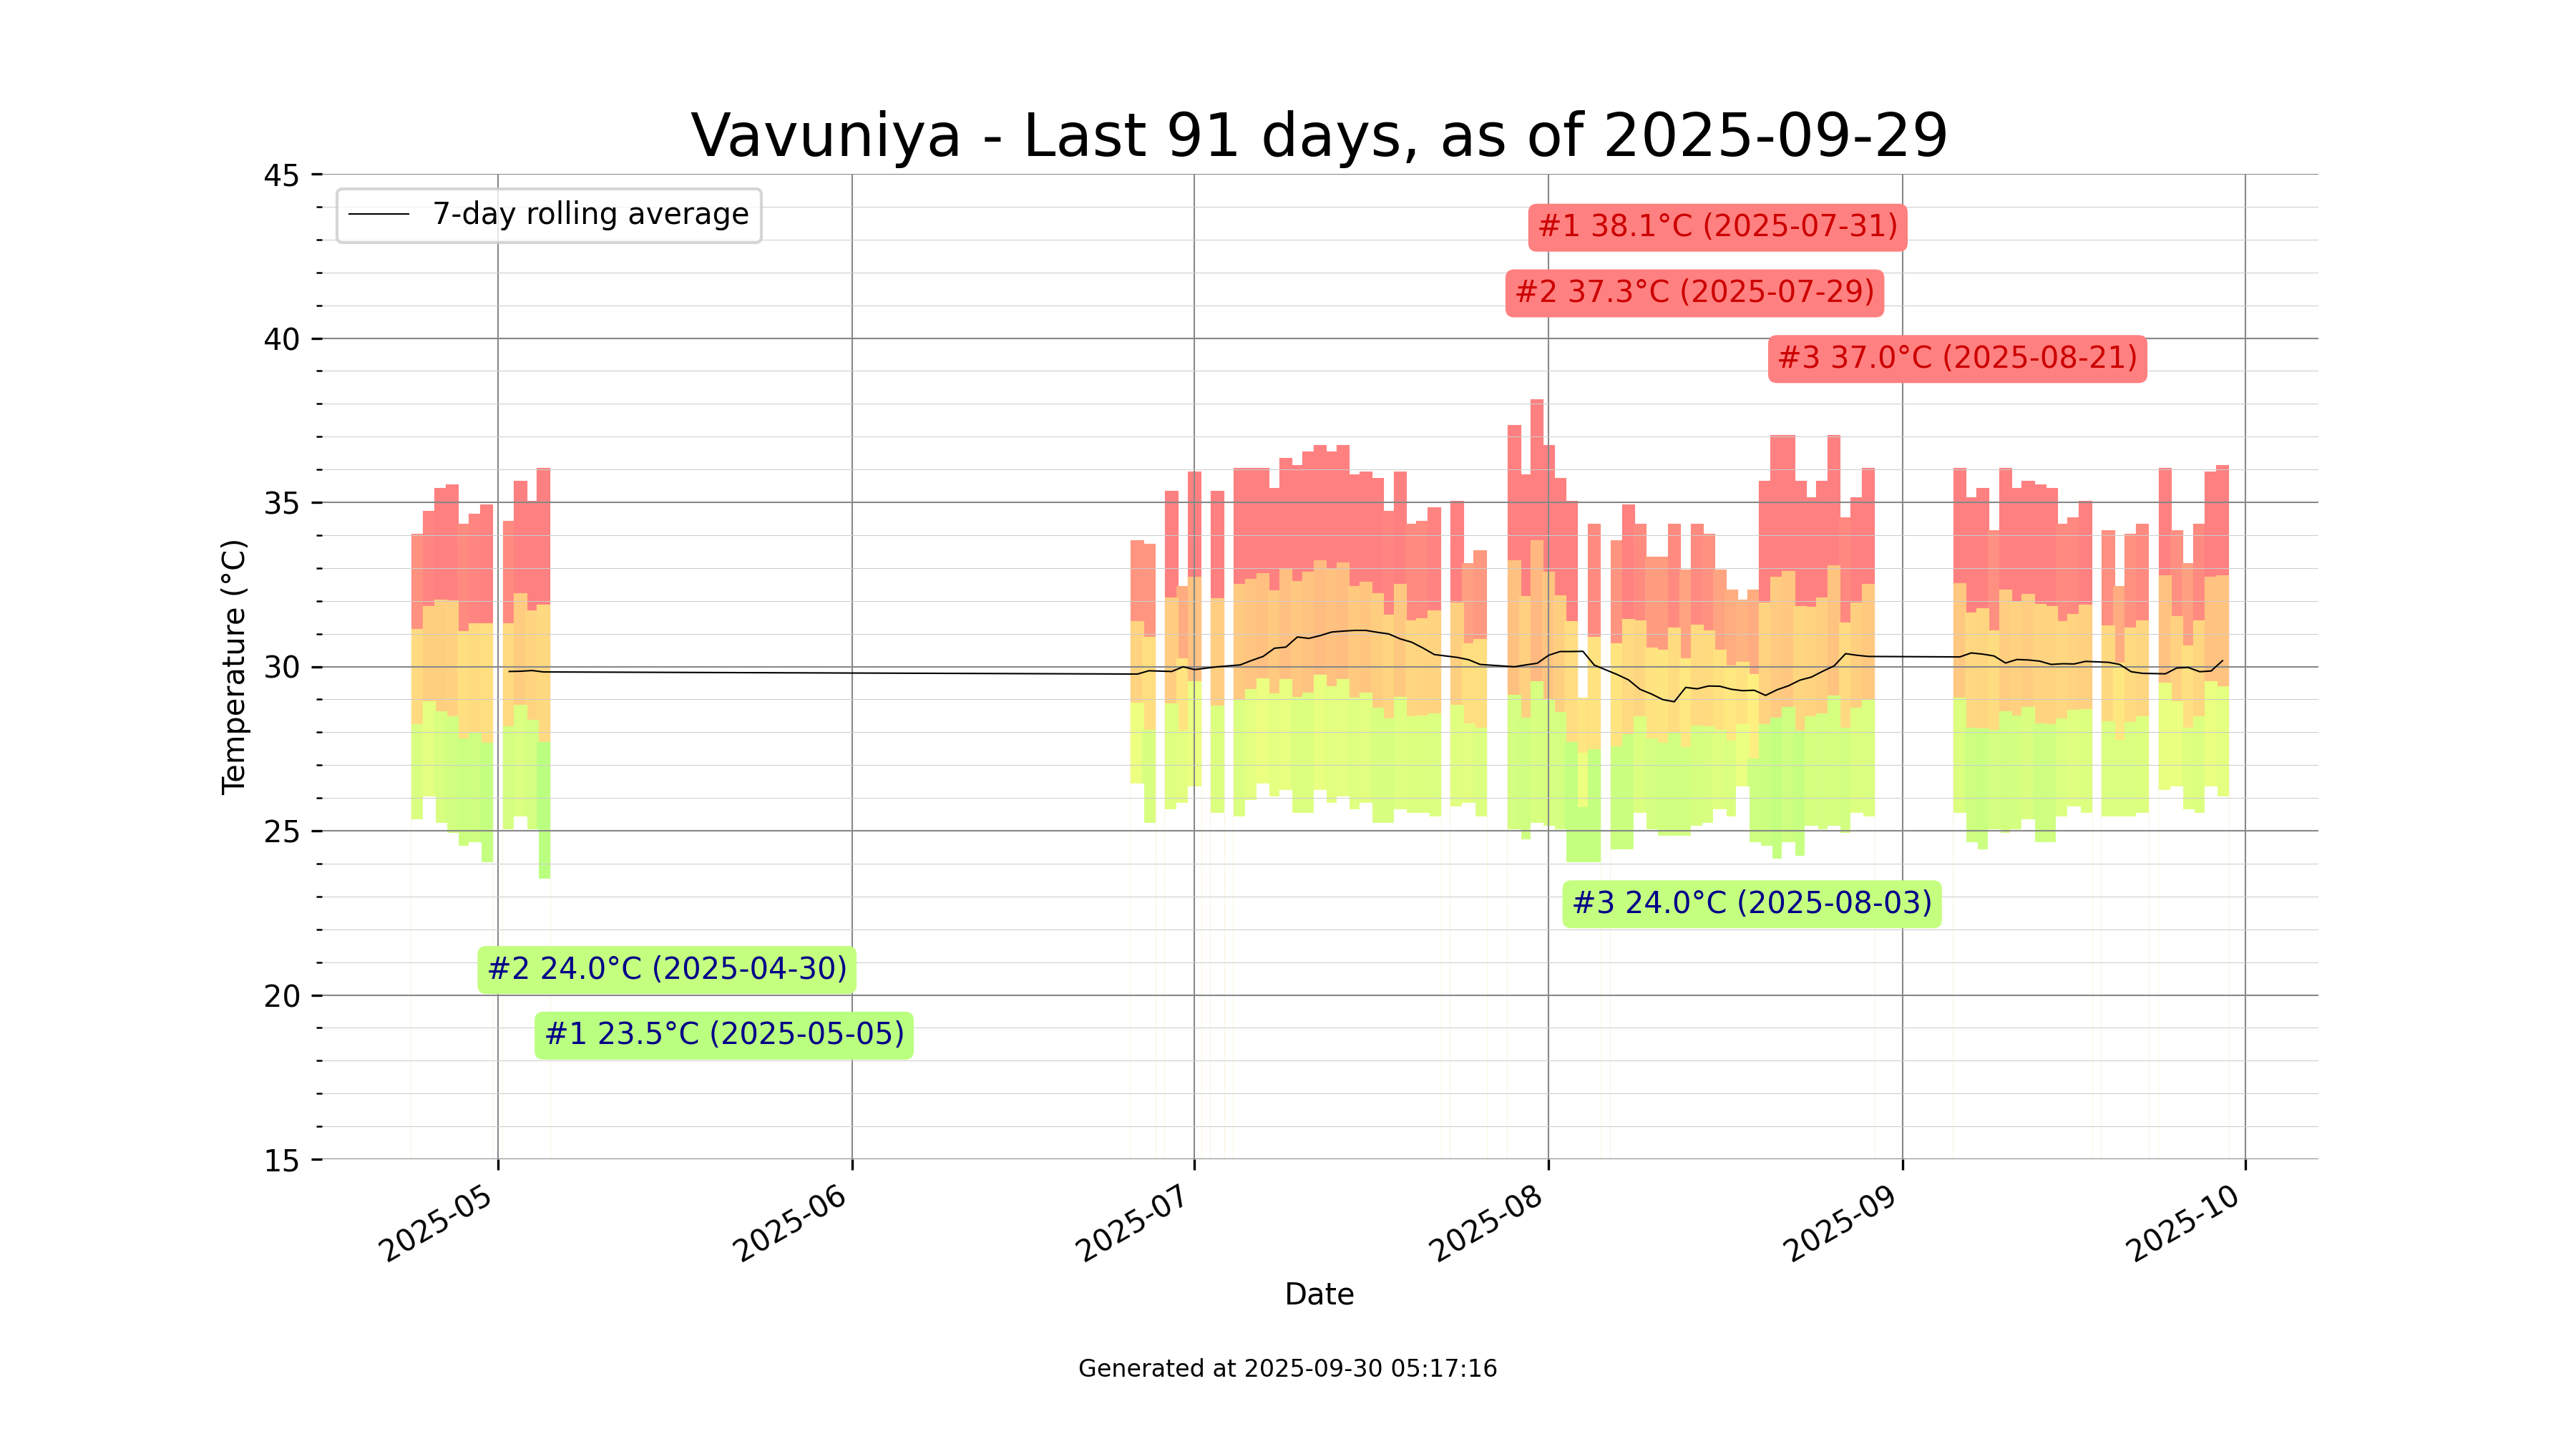 Vavuniya - Last 91 days, as of 2025-09-29
7-day rolling average
#1 38.1°C (2025-07-31)
#2 37.3°C (2025-07-29)
#3 37.0°C (2025-08-21)
#3 24.0°C (2025-08-03)
#2 24.0°C (2025-04-30)
#1 23.5°C (2025-05-05)
Temperature (°C)
45
40
35
30
25
20
15
2025-05
2025-06
2025-07
2025-08
2025-09
2025-10
Date
Generated at 2025-09-30 05:17:16